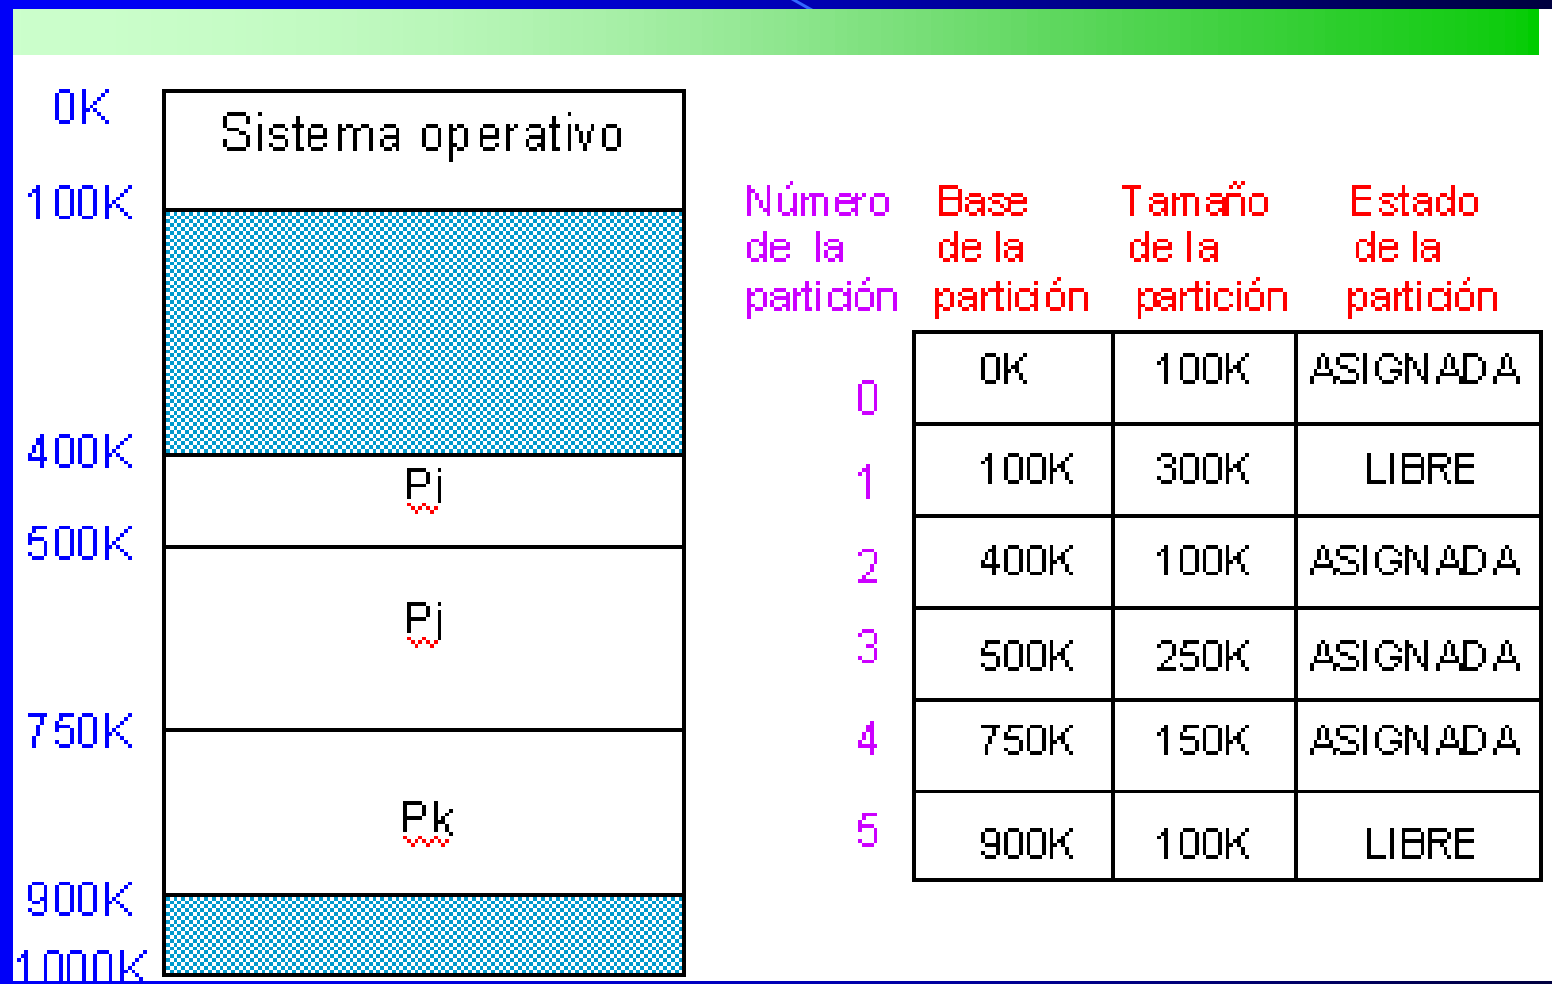 0K
Sistema operativo
100K
400K
Pi
500K
Pj
750K
Pk
900K
1000K
Número de la partición
Base de la partición
Tamaño de la partición
Estado de la partición
0 0K 100K ASIGNADA
1 100K 300K LIBRE
2 400K 100K ASIGNADA
3 500K 250K ASIGNADA
4 750K 150K ASIGNADA
5 900K 100K LIBRE